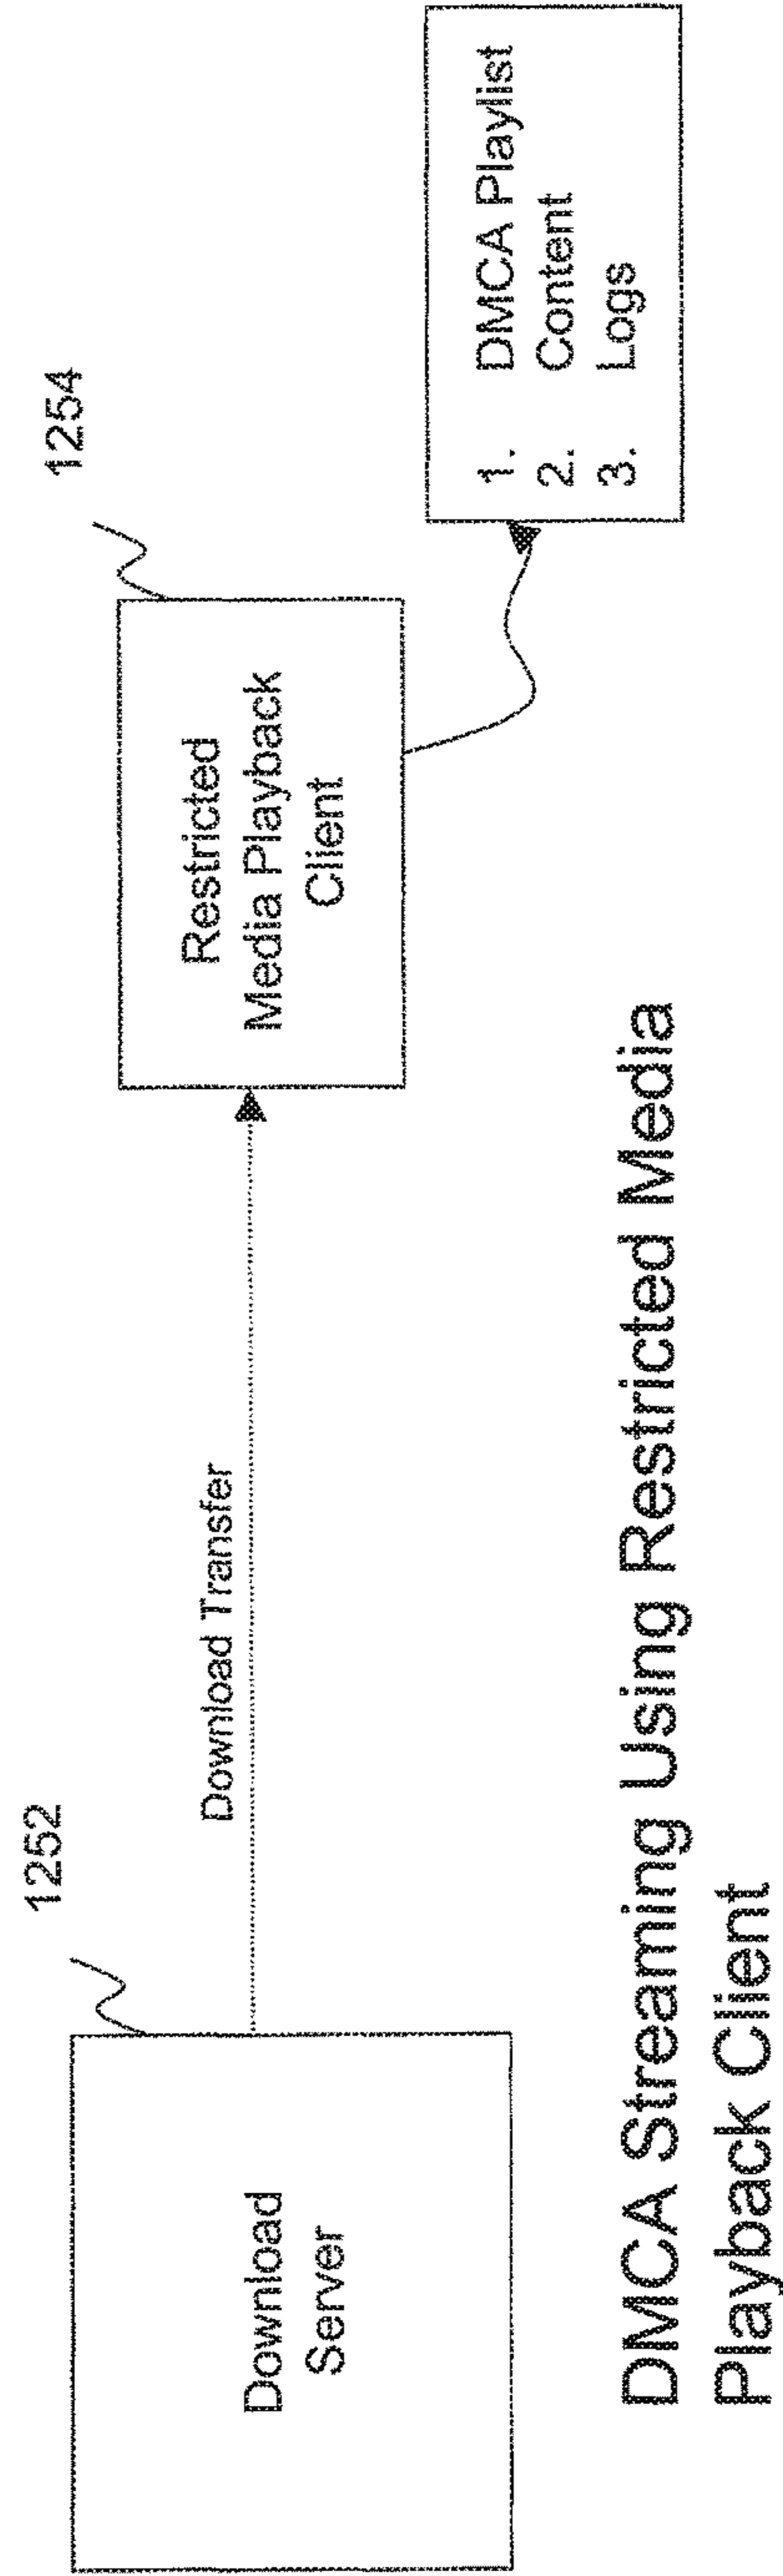 1252
Download
Server
Download Transfer
1254
Restricted
Media Playback
Client
1. DMCA Playlist
2. Content
3. Logs
DMCA Streaming Using Restricted Media
Playback Client